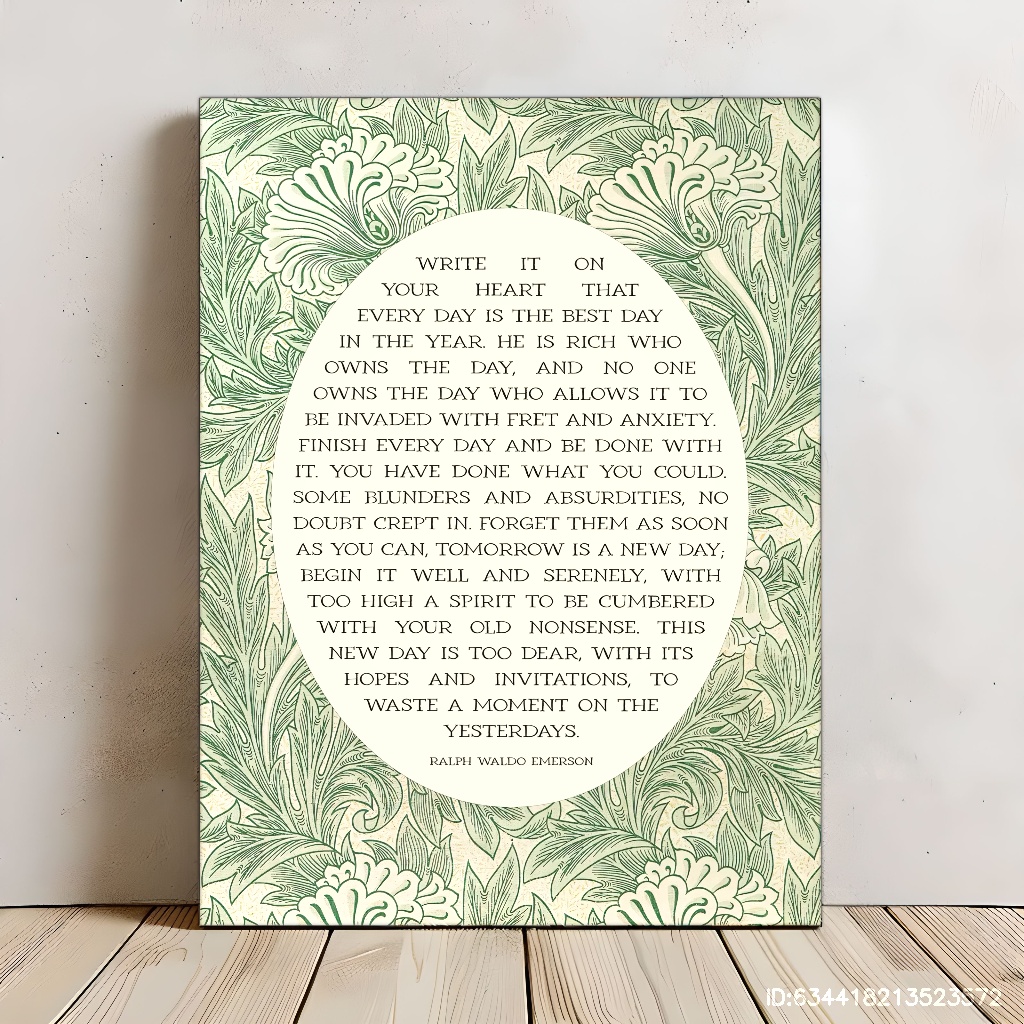 WRITE IT ON
YOUR HEART THAT
EVERY DAY IS THE BEST DAY
IN THE YEAR. HE IS RICH WHO
OWNS THE DAY, AND NO ONE
OWNS THE DAY WHO ALLOWS IT TO
BE INVADED WITH FRET AND ANXIETY.
FINISH EVERY DAY AND BE DONE WITH
IT. YOU HAVE DONE WHAT YOU COULD.
SOME BLUNDERS AND ABSURDITIES, NO
DOUBT CREPT IN. FORGET THEM AS SOON
AS YOU CAN, TOMORROW IS A NEW DAY;
BEGIN IT WELL AND SERENELY, WITH
TOO HIGH A SPIRIT TO BE CUMBERED
WITH YOUR OLD NONSENSE. THIS
NEW DAY IS TOO DEAR, WITH ITS
HOPES AND INVITATIONS, TO
WASTE A MOMENT ON THE
YESTERDAYS.
RALPH WALDO EMERSON
ID:634418213523572